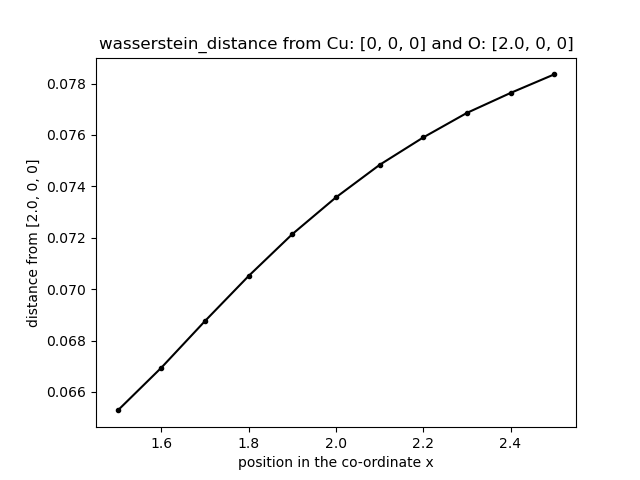 wasserstein_distance from Cu: [0, 0, 0] and O: [2.0, 0, 0]
0.078
0.076
0.074
0.072
0.070
0.068
0.066
distance from [2.0, 0, 0]
1.6 1.8 2.0 2.2 2.4
position in the co-ordinate x